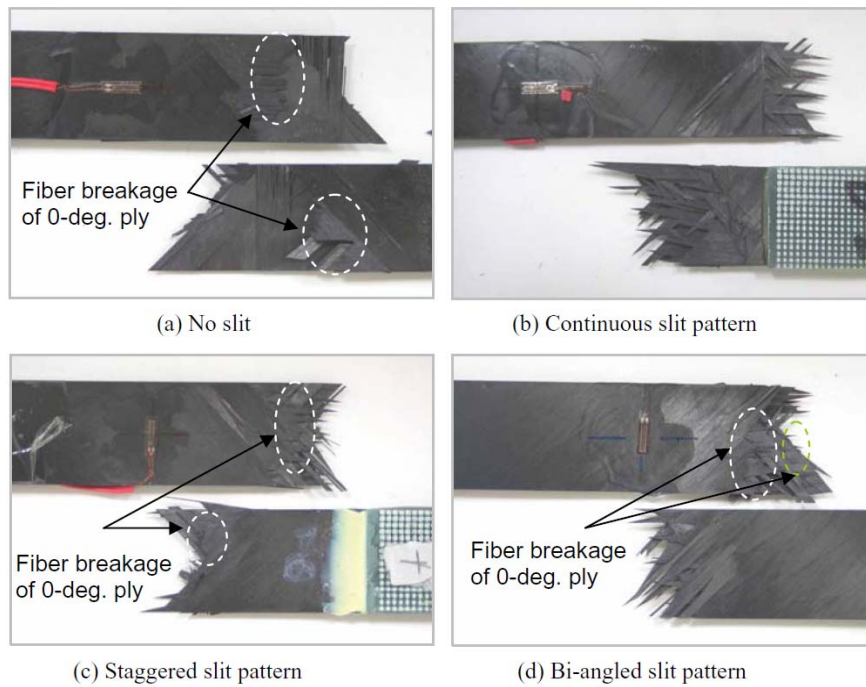 Fiber breakage
of 0-deg. ply
(a) No slit
(b) Continuous slit pattern
Fiber breakage
of 0-deg. ply
Fiber breakage
of 0-deg. ply
(c) Staggered slit pattern
(d) Bi-angled slit pattern